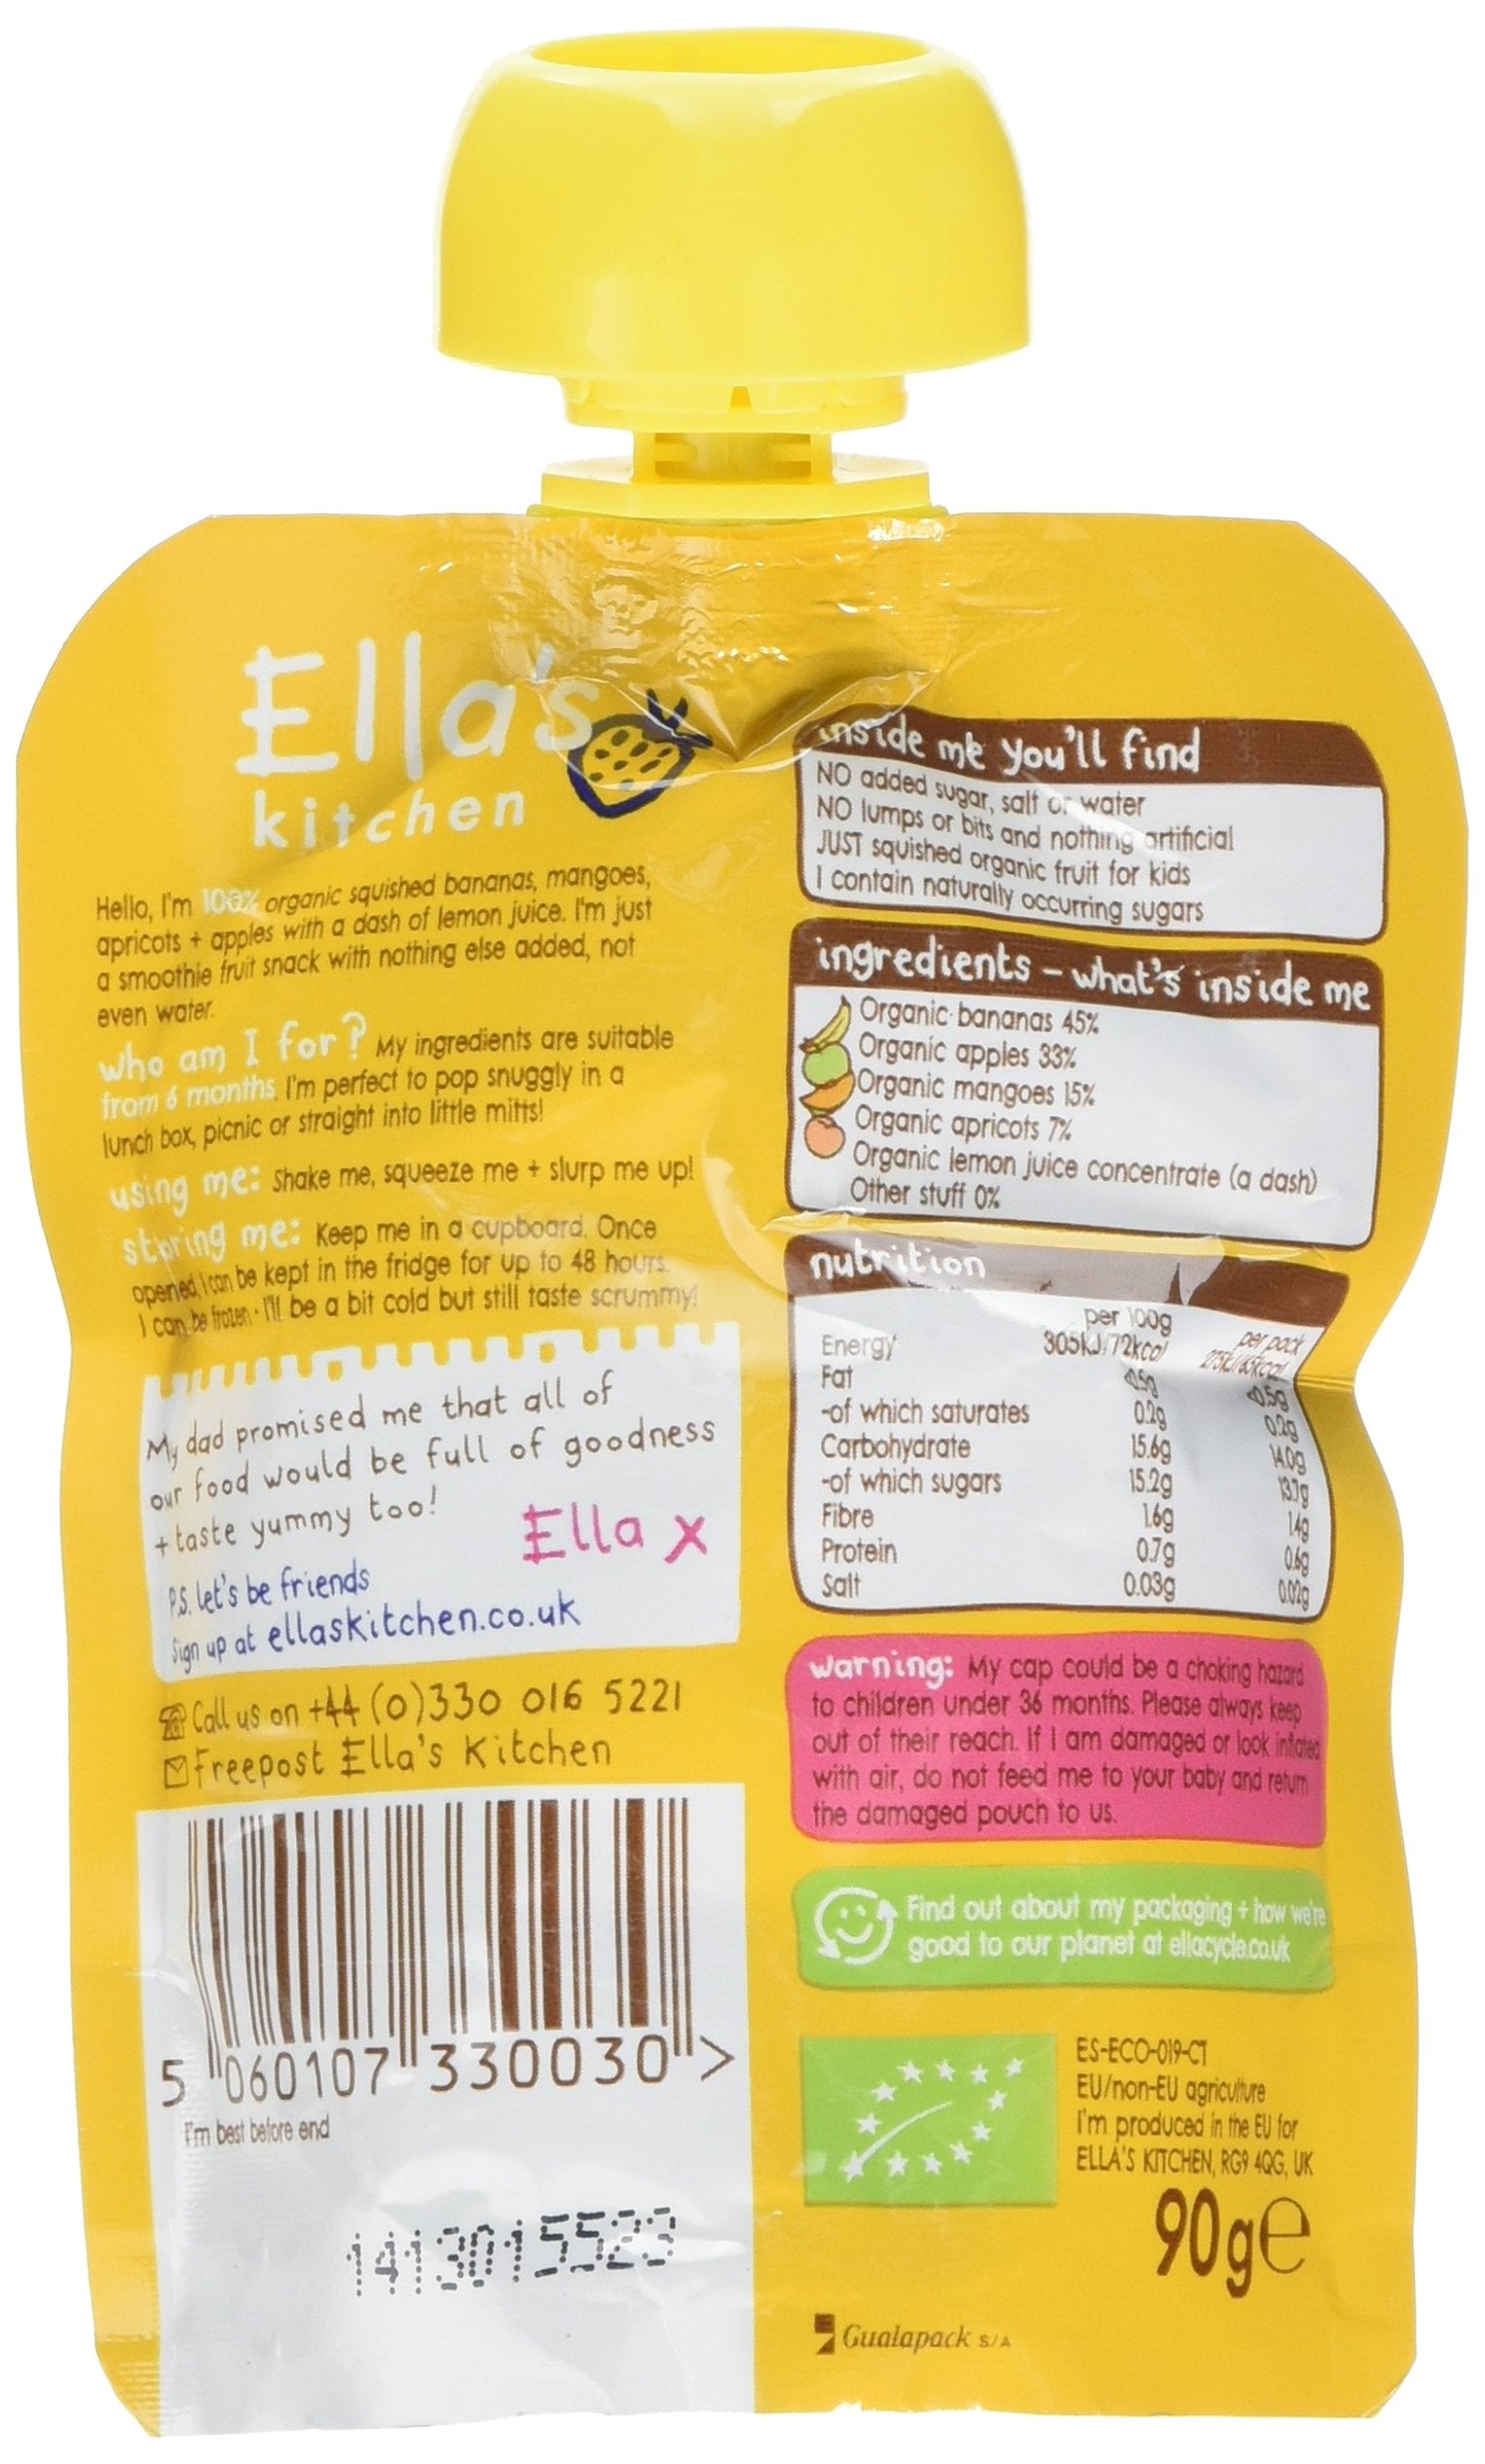 Ella's
kitchen
Hello, I'm 100% organic squished bananas, mangoes,
apricots + apples with a dash of lemon juice. I'm just
a smoothie fruit snack with nothing else added, not
even water.
who am I for? My ingredients are suitable
from 6 months. I'm perfect to pop snuggly in a
lunch box, picnic or straight into little mitts!
using me: Shake me, squeeze me + slurp me up!
storing me: Keep me in a cupboard. Once
opened, I can be kept in the fridge for up to 48 hours.
I can be frozen - I'll be a bit cold but still taste scrummy!
My dad promised me that all of
our food would be full of goodness
+ taste yummy too!
Ella x
P.S. let's be friends
Sign up at ellaskitchen.co.uk
Call us on +44 (0)330 016 5221
Freepost Ella's Kitchen
5 060107 330030 >
I'm best before end
1413015523
inside me you'll find
NO added sugar, salt or water
NO lumps or bits and nothing artificial
JUST squished organic fruit for kids
I contain naturally occurring sugars
ingredients – what's inside me
Organic bananas 45%
Organic apples 33%
Organic mangoes 15%
Organic apricots 7%
Organic lemon juice concentrate (a dash)
Other stuff 0%
nutrition
per 100g per pack
Energy 305kJ/72kcal 275kJ/65kcal
Fat <0.5g <0.5g
-of which saturates 0.2g 0.2g
Carbohydrate 15.6g 14.0g
-of which sugars 15.2g 13.7g
Fibre 1.6g 1.4g
Protein 0.7g 0.6g
Salt 0.03g 0.02g
warning: My cap could be a choking hazard
to children under 36 months. Please always keep
out of their reach. If I am damaged or look inflated
with air, do not feed me to your baby and return
the damaged pouch to us.
Find out about my packaging + how we're
good to our planet at ellacycle.co.uk
ES-ECO-019-CT
EU/non-EU agriculture
I'm produced in the EU for
ELLA'S KITCHEN, RG9 4QG, UK
90g e
Gualapack S/A